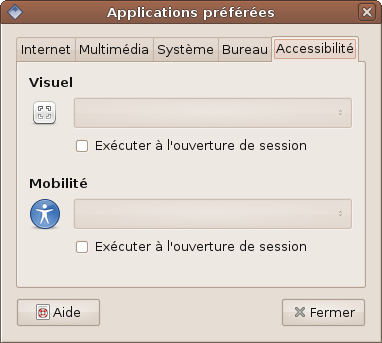 Applications préférées
Internet Multimédia Système Bureau Accessibilité
Visuel
Exécuter à l'ouverture de session
Mobilité
Exécuter à l'ouverture de session
Aide Fermer